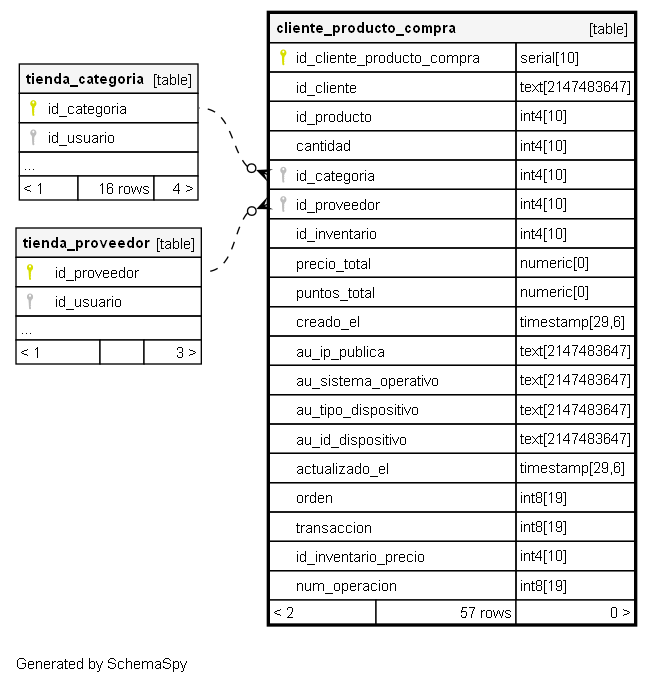 cliente_producto_compra [table]
id_cliente_producto_compra serial[10]
id_cliente text[2147483647]
id_producto int4[10]
cantidad int4[10]
id_categoria int4[10]
id_proveedor int4[10]
id_inventario int4[10]
precio_total numeric[0]
puntos_total numeric[0]
creado_el timestamp[29,6]
au_ip_publica text[2147483647]
au_sistema_operativo text[2147483647]
au_tipo_dispositivo text[2147483647]
au_id_dispositivo text[2147483647]
actualizado_el timestamp[29,6]
orden int8[19]
transaccion int8[19]
id_inventario_precio int4[10]
num_operacion int8[19]
< 2 57 rows 0 >
tienda_categoria [table]
id_categoria
id_usuario
...
< 1 16 rows 4 >
tienda_proveedor [table]
id_proveedor
id_usuario
...
< 1 3 >
Generated by SchemaSpy